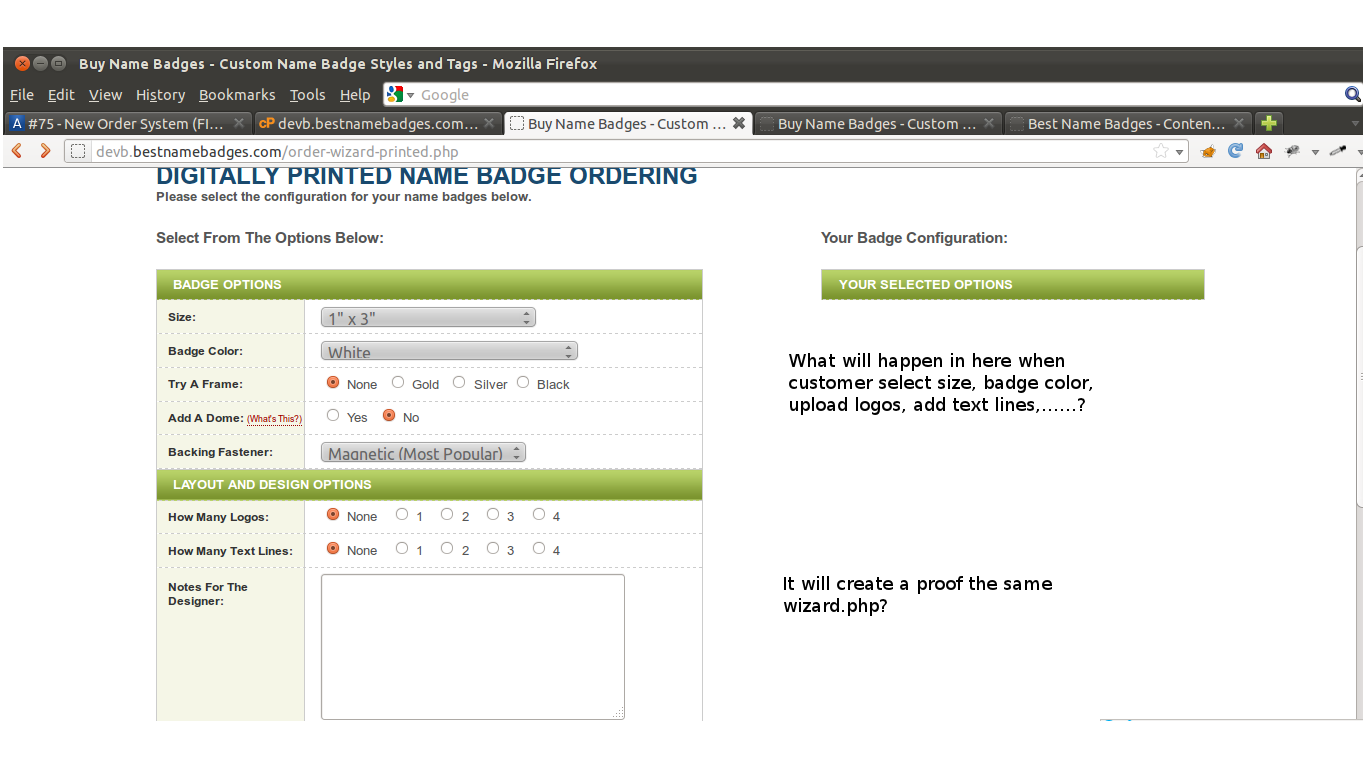 Buy Name Badges - Custom Name Badge Styles and Tags - Mozilla Firefox
File Edit View History Bookmarks Tools Help Google
#75 - New Order System (FI... cP devb.bestnamebadges.com... Buy Name Badges - Custom ... Buy Name Badges - Custom ... Best Name Badges - Conten...
devb.bestnamebadges.com/order-wizard-printed.php
DIGITALLY PRINTED NAME BADGE ORDERING
Please select the configuration for your name badges below.
Select From The Options Below:
Your Badge Configuration:
BADGE OPTIONS
YOUR SELECTED OPTIONS
Size: 1" x 3"
Badge Color: White
Try A Frame: None Gold Silver Black
Add A Dome: (What's This?) Yes No
Backing Fastener: Magnetic (Most Popular)
What will happen in here when
customer select size, badge color,
upload logos, add text lines,......?
LAYOUT AND DESIGN OPTIONS
How Many Logos: None 1 2 3 4
How Many Text Lines: None 1 2 3 4
Notes For The
Designer:
It will create a proof the same
wizard.php?